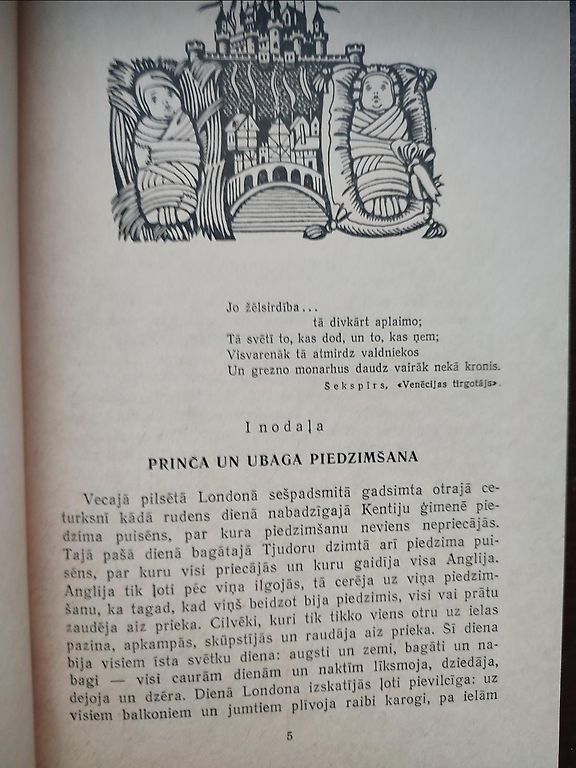 Jo žēlsirdība...
tā divkārt aplaimo;
Tā svētī to, kas dod, un to, kas ņem;
Visvarenāk tā atmirdz valdniekos
Un grezno monarhus daudz vairāk nekā kronis.
Sekspīrs, «Venēcijas tirgotājs».
I nodaļa
PRINČA UN UBAGA PIEDZIMŠANA
Vecajā pilsētā Londonā sešpadsmitā gadsimta otrajā ce-
turksnī kādā rudens dienā nabadzīgajā Kentiju ģimenē pie-
dzima puisēns, par kura piedzimšanu neviens nepriecājās.
Tajā pašā dienā bagātajā Tjudoru dzimtā arī piedzima pui-
sēns, par kuru visi priecājās un kuru gaidīja visa Anglija.
Anglija tik ļoti pēc viņa ilgojās, tā cerēja uz viņa piedzim-
šanu, ka tagad, kad viņš beidzot bija piedzimis, visi vai prātu
zaudēja aiz prieka. Cilvēki, kuri tik tikko viens otru uz ielas
pazina, apkampās, skūpstījās un raudāja aiz prieka. Šī diena
bija visiem īsta svētku diena: augsti un zemi, bagāti un na-
bagi — visi caurām dienām un naktīm līksmoja, dziedāja,
dejoja un dzēra. Dienā Londona izskatījās ļoti pievilcīga: uz
visiem balkoniem un jumtiem plīvoja raibi karogi, pa ielām
5